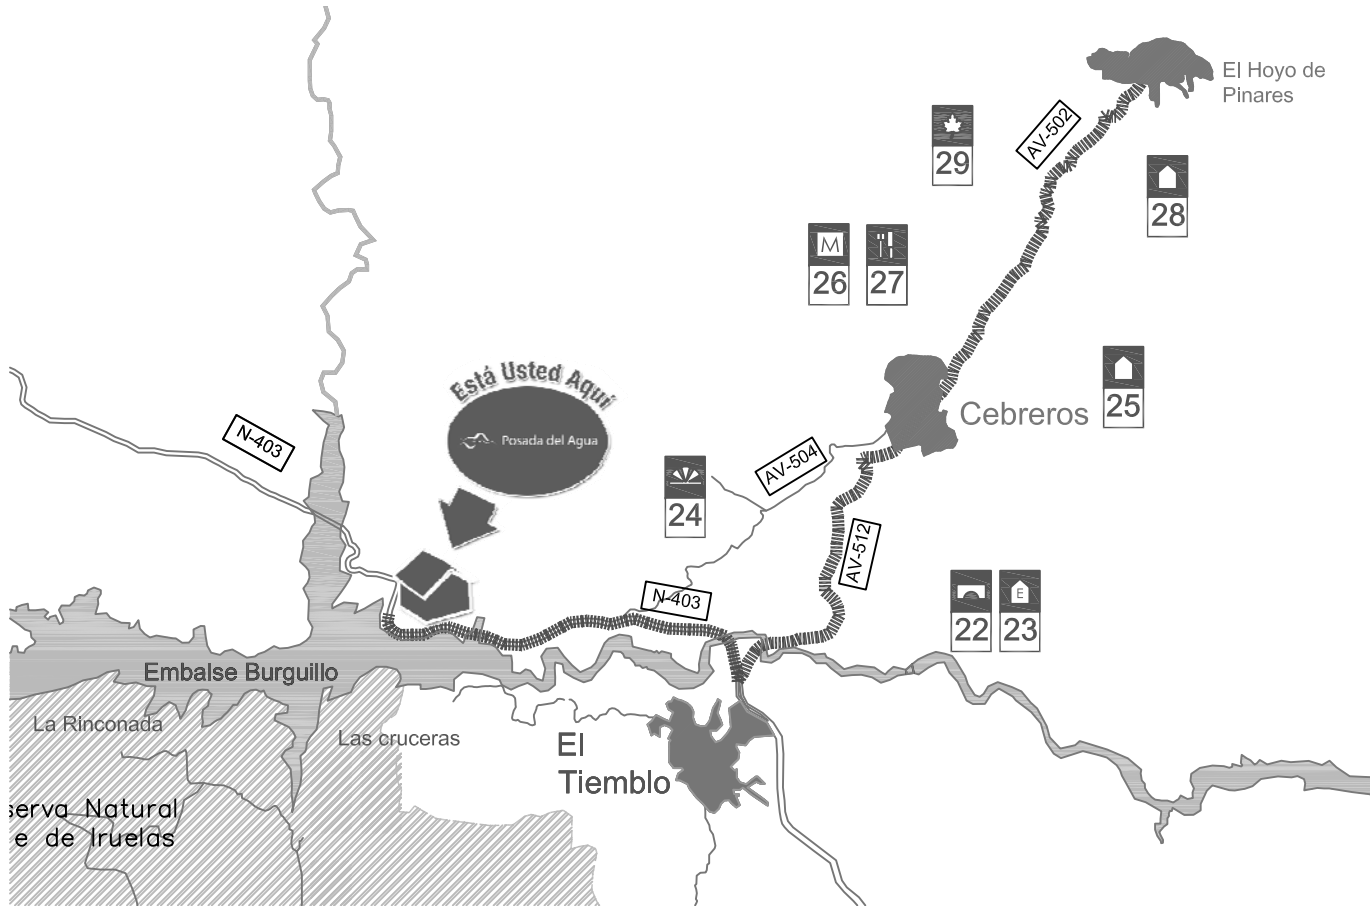 El Hoyo de
Pinares
AV-502
29
28
26
27
Está Usted Aquí
Posada del Agua
25
Cebreros
N-403
AV-504
24
AV-512
22
23
E
M
N-403
Embalse Burguillo
La Rinconada
Las cruceras
El
Tiemblo
serva Natural
e de Iruelas